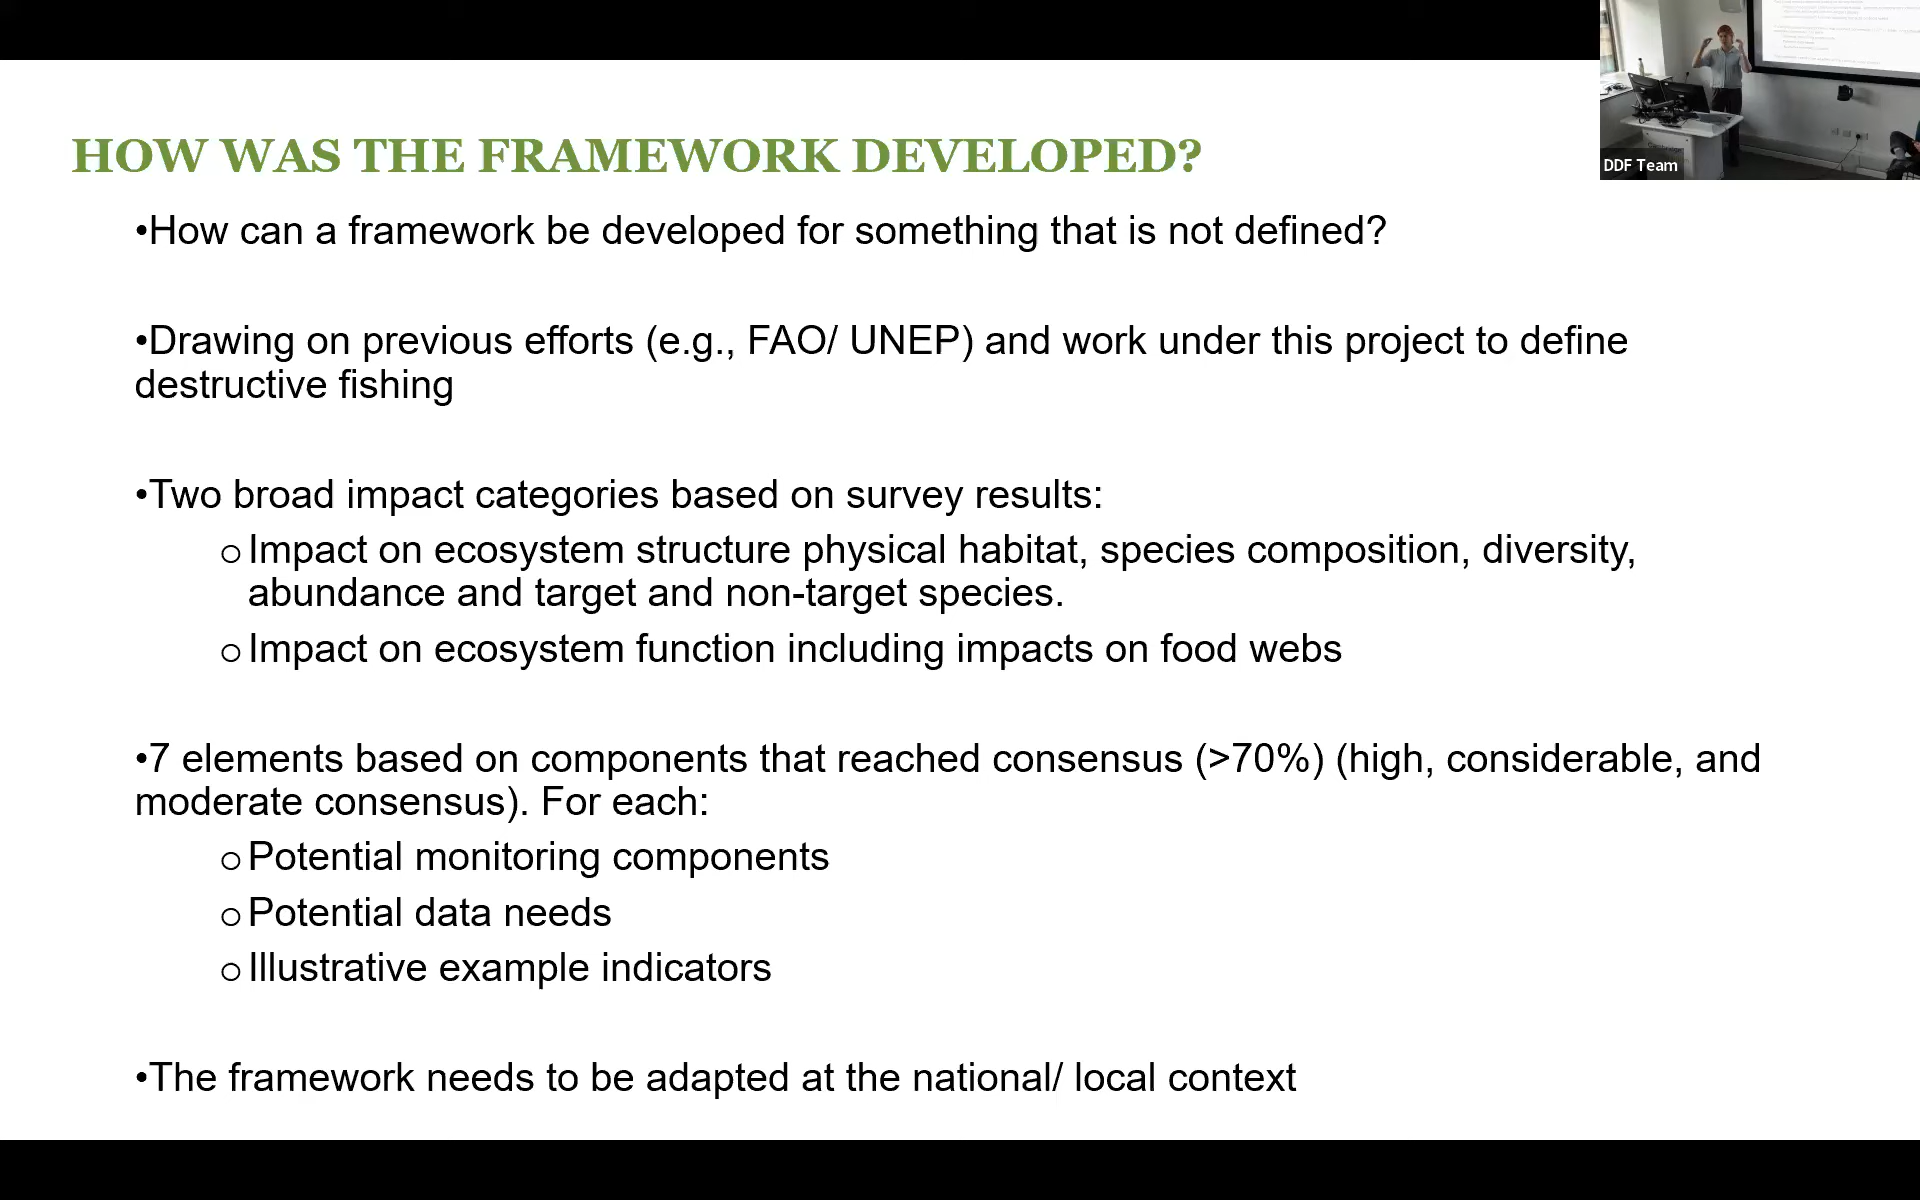 HOW WAS THE FRAMEWORK DEVELOPED?
•How can a framework be developed for something that is not defined?
•Drawing on previous efforts (e.g., FAO/ UNEP) and work under this project to define
destructive fishing
•Two broad impact categories based on survey results:
o Impact on ecosystem structure physical habitat, species composition, diversity,
abundance and target and non-target species.
o Impact on ecosystem function including impacts on food webs
•7 elements based on components that reached consensus (>70%) (high, considerable, and
moderate consensus). For each:
o Potential monitoring components
o Potential data needs
o Illustrative example indicators
•The framework needs to be adapted at the national/ local context
DDF Team